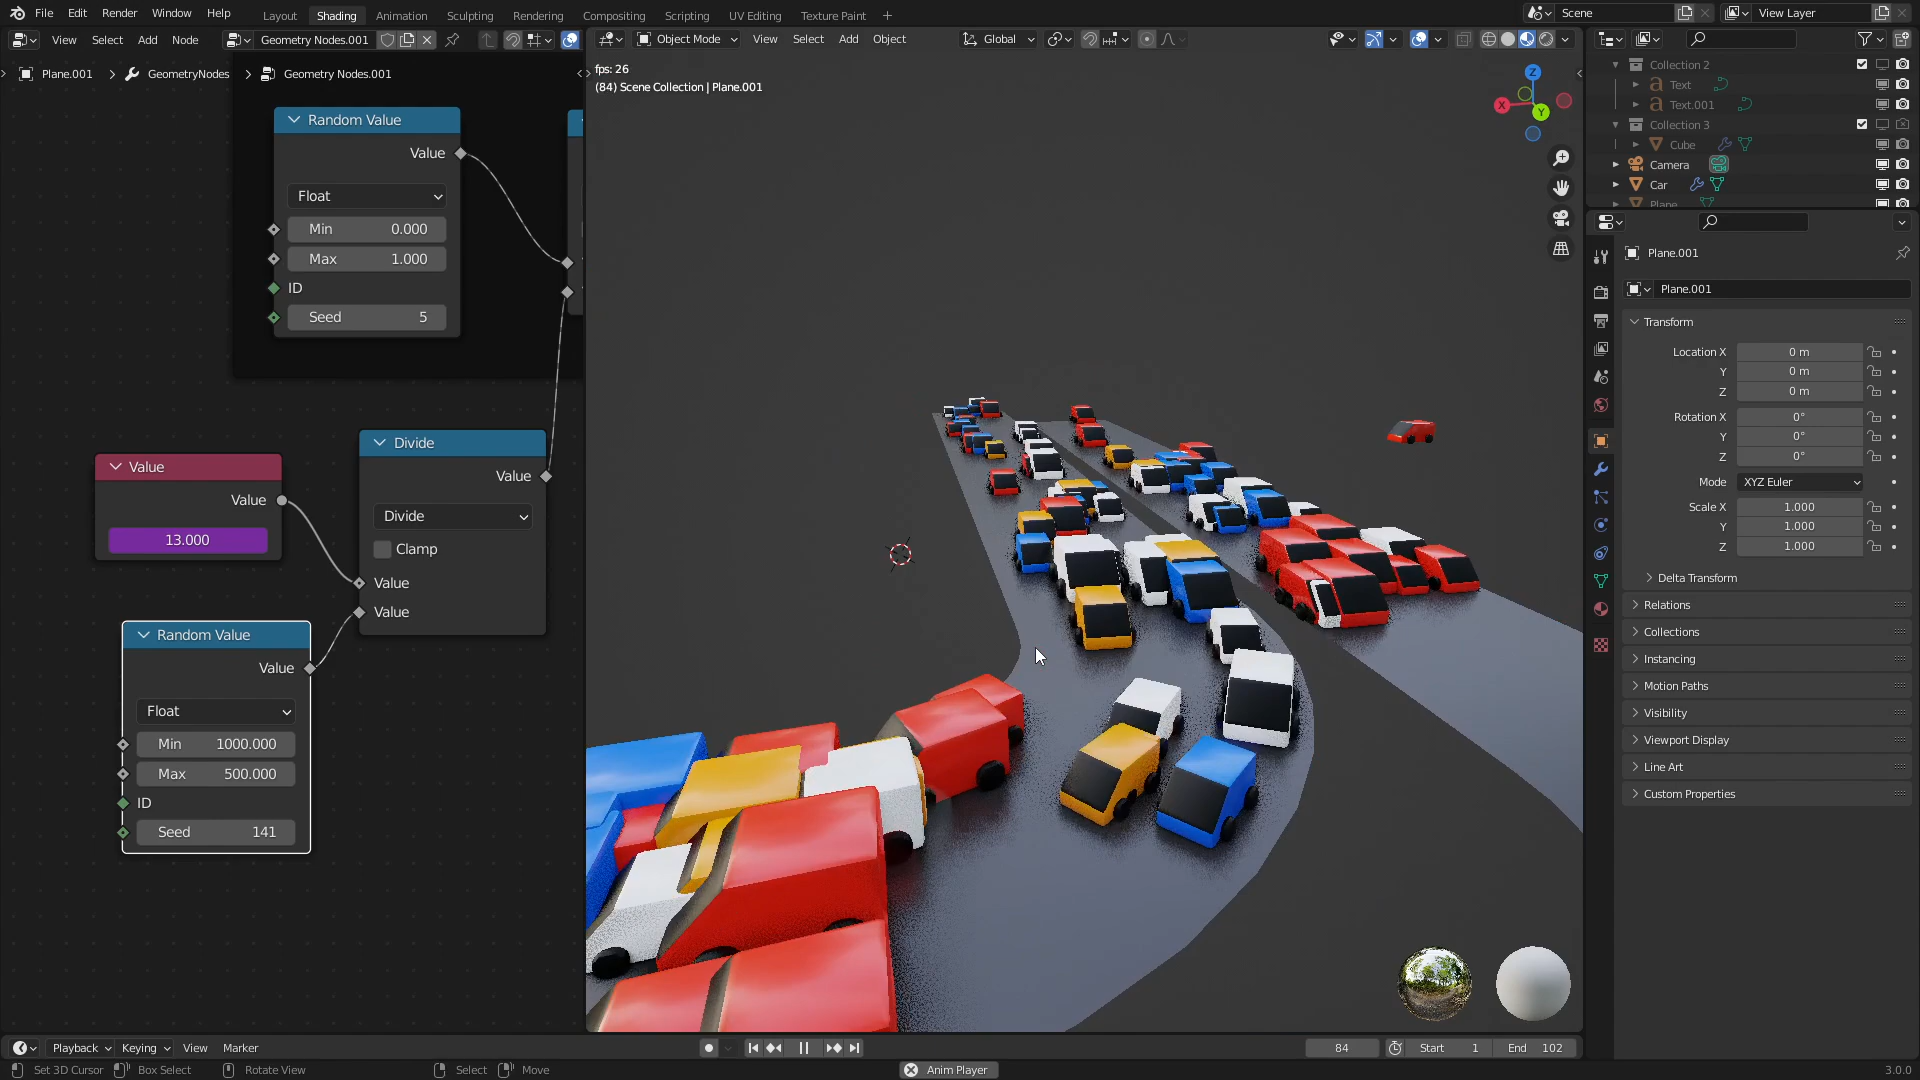 File Edit Render Window Help Layout Shading Animation Sculpting Rendering Compositing Scripting UV Editing Texture Paint + Scene View Layer
View Select Add Node Geometry Nodes.001 Object Mode View Select Add Object Global
Plane.001 > GeometryNodes > Geometry Nodes.001
fps: 26
(84) Scene Collection | Plane.001
Random Value
Value
Float
Min 0.000
Max 1.000
ID
Seed 5
Divide
Value
Divide
Clamp
Value
Value
Value
Value
13.000
Random Value
Value
Float
Min 1000.000
Max 500.000
ID
Seed 141
Z
X
Y
Collection 2
Text
Text.001
Collection 3
Cube
Camera
Car
Plane
Plane.001
Plane.001
Transform
Location X 0 m
Y 0 m
Z 0 m
Rotation X 0°
Y 0°
Z 0°
Mode XYZ Euler
Scale X 1.000
Y 1.000
Z 1.000
Delta Transform
Relations
Collections
Instancing
Motion Paths
Visibility
Viewport Display
Line Art
Custom Properties
Playback Keying View Marker 84 Start 1 End 102
Set 3D Cursor Box Select Rotate View Select Move Anim Player 3.0.0